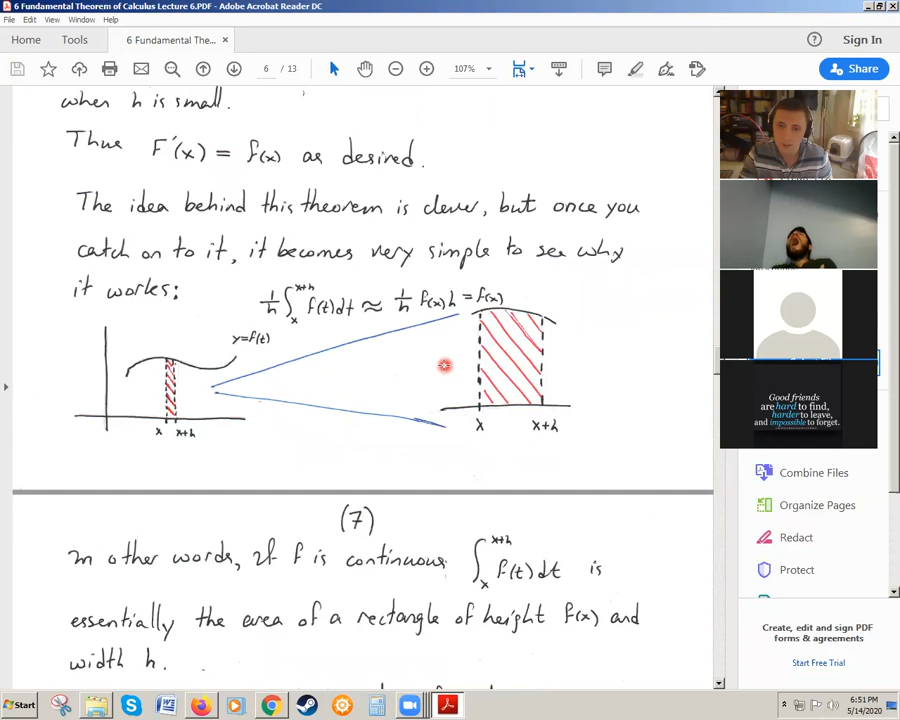 6 Fundamental Theorem of Calculus Lecture 6.PDF - Adobe Acrobat Reader DC
File Edit View Window Help
Home Tools 6 Fundamental The... × Sign In
6 / 13 107% Share
when h is small.
Thus F'(x) = f(x) as desired.
The idea behind this theorem is clever, but once you
catch on to it, it becomes very simple to see why
it works:
1/h ∫_x^{x+h} f(t)dt ≈ 1/h f(x)h = f(x)
y=f(t)
x x+h
x x+h
(7)
In other words, if f is continuous ∫_x^{x+h} f(t)dt is
essentially the area of a rectangle of height f(x) and
width h.
Good friends
are hard to find,
harder to leave,
and impossible to forget.
Combine Files
Organize Pages
Redact
Protect
Create, edit and sign PDF
forms & agreements
Start Free Trial
Start
6:51 PM
5/14/2020